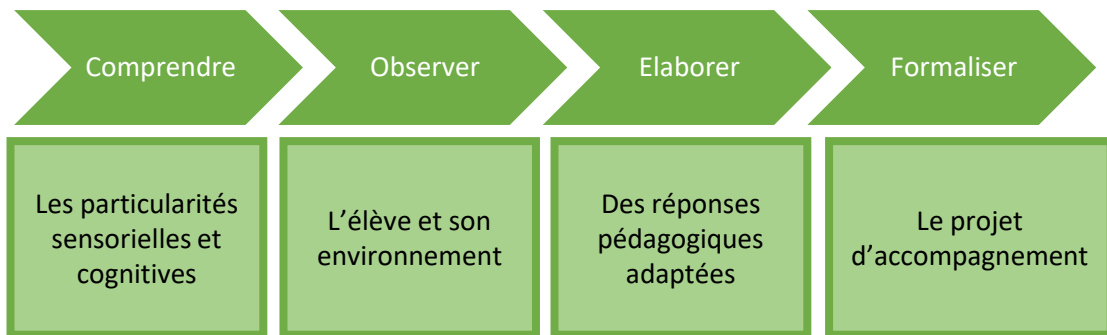 Comprendre
Observer
Elaborer
Formaliser
Les particularités
sensorielles et
cognitives
L’élève et son
environnement
Des réponses
pédagogiques
adaptées
Le projet
d’accompagnement